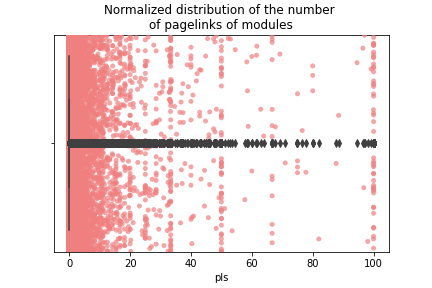 Normalized distribution of the number
of pagelinks of modules
0 20 40 60 80 100
pls